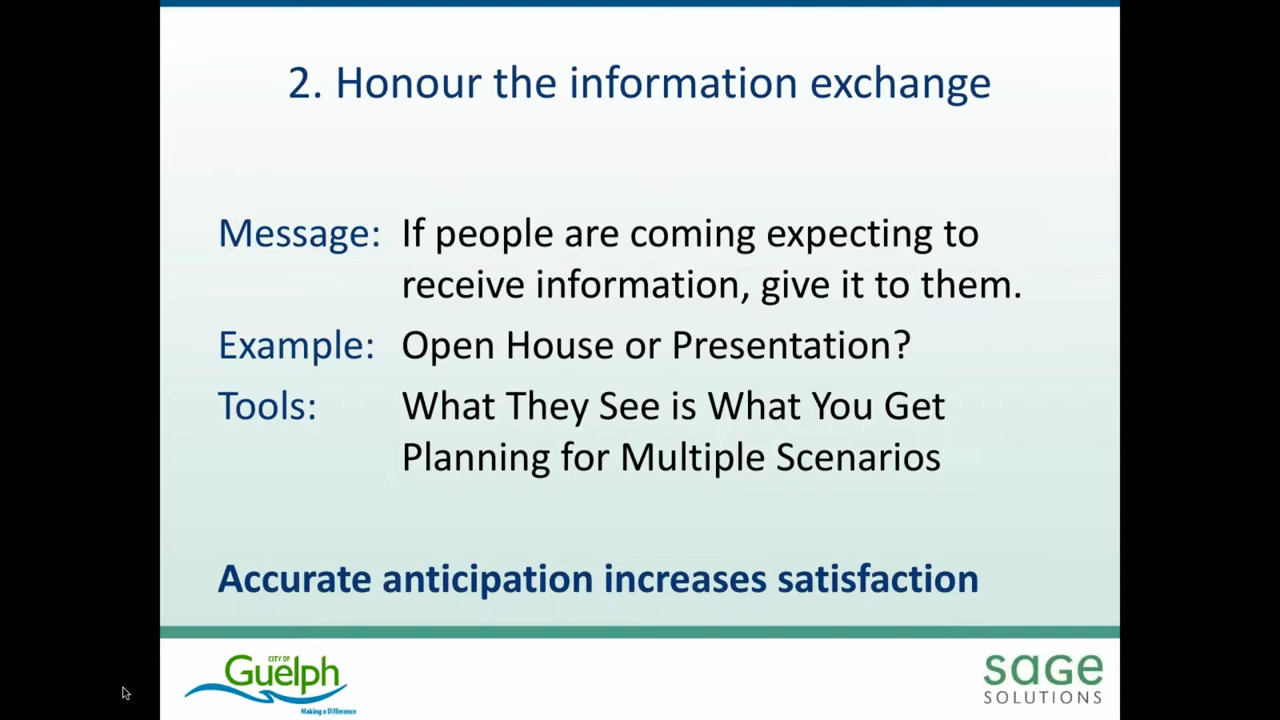 2. Honour the information exchange
Message: If people are coming expecting to
receive information, give it to them.
Example: Open House or Presentation?
Tools: What They See is What You Get
Planning for Multiple Scenarios
Accurate anticipation increases satisfaction
CITY OF
Guelph
Making a Difference
sage
SOLUTIONS